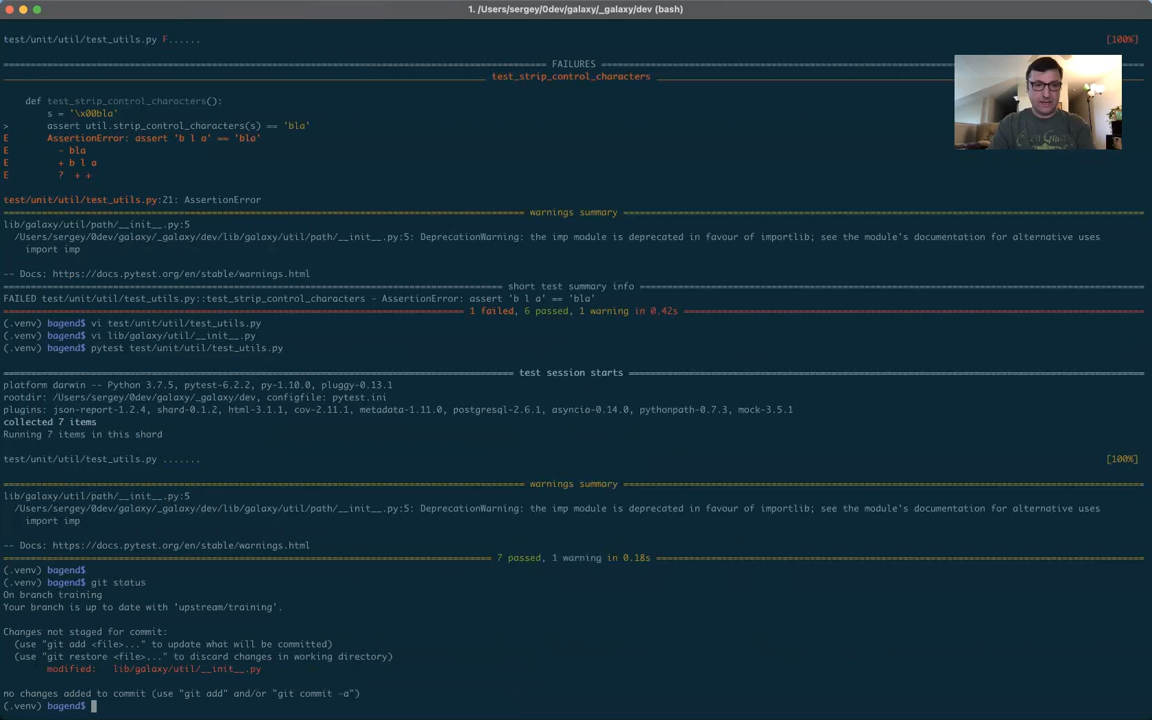 1. /Users/sergey/0dev/galaxy/_galaxy/dev (bash)
test/unit/util/test_utils.py F...... [100%]
FAILURES
test_strip_control_characters
def test_strip_control_characters():
s = '\x00bla'
> assert util.strip_control_characters(s) == 'bla'
E AssertionError: assert 'b l a' == 'bla'
E - bla
E + b l a
E ? + +
test/unit/util/test_utils.py:21: AssertionError
warnings summary
lib/galaxy/util/path/__init__.py:5
/Users/sergey/0dev/galaxy/_galaxy/dev/lib/galaxy/util/path/__init__.py:5: DeprecationWarning: the imp module is deprecated in favour of importlib; see the module's documentation for alternative uses
import imp
-- Docs: https://docs.pytest.org/en/stable/warnings.html
short test summary info
FAILED test/unit/util/test_utils.py::test_strip_control_characters - AssertionError: assert 'b l a' == 'bla'
1 failed, 6 passed, 1 warning in 0.42s
(.venv) bagend$ vi test/unit/util/test_utils.py
(.venv) bagend$ vi lib/galaxy/util/__init__.py
(.venv) bagend$ pytest test/unit/util/test_utils.py
test session starts
platform darwin -- Python 3.7.5, pytest-6.2.2, py-1.10.0, pluggy-0.13.1
rootdir: /Users/sergey/0dev/galaxy/_galaxy/dev, configfile: pytest.ini
plugins: json-report-1.2.4, shard-0.1.2, html-3.1.1, cov-2.11.1, metadata-1.11.0, postgresql-2.6.1, asyncio-0.14.0, pythonpath-0.7.3, mock-3.5.1
collected 7 items
Running 7 items in this shard
test/unit/util/test_utils.py ....... [100%]
warnings summary
lib/galaxy/util/path/__init__.py:5
/Users/sergey/0dev/galaxy/_galaxy/dev/lib/galaxy/util/path/__init__.py:5: DeprecationWarning: the imp module is deprecated in favour of importlib; see the module's documentation for alternative uses
import imp
-- Docs: https://docs.pytest.org/en/stable/warnings.html
7 passed, 1 warning in 0.18s
(.venv) bagend$
(.venv) bagend$ git status
On branch training
Your branch is up to date with 'upstream/training'.
Changes not staged for commit:
(use "git add <file>..." to update what will be committed)
(use "git restore <file>..." to discard changes in working directory)
modified: lib/galaxy/util/__init__.py
no changes added to commit (use "git add" and/or "git commit -a")
(.venv) bagend$